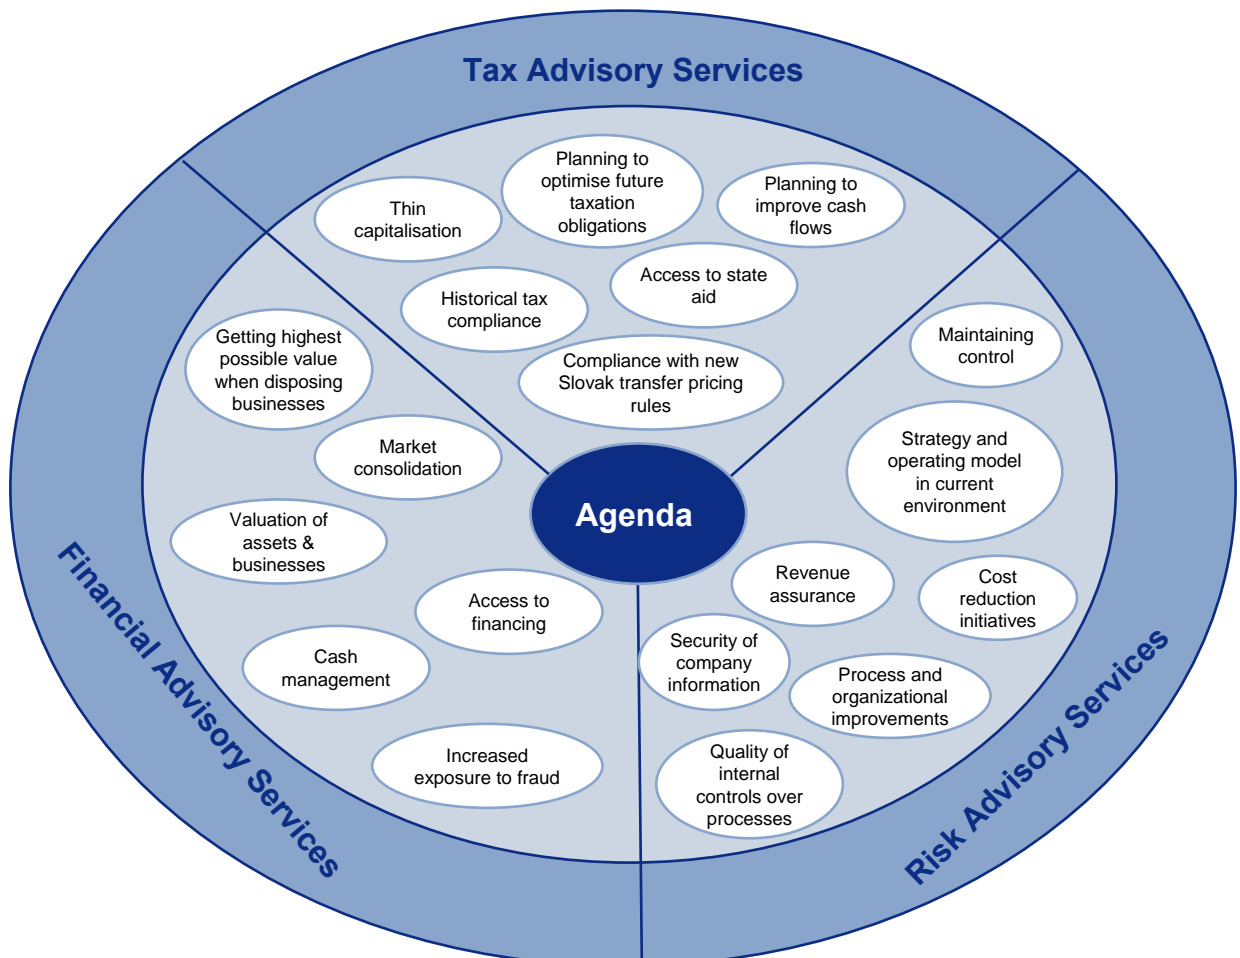 Tax Advisory Services
Planning to
optimise future
taxation
obligations
Planning to
improve cash
flows
Thin
capitalisation
Access to state
aid
Historical tax
compliance
Compliance with new
Slovak transfer pricing
rules
Getting highest
possible value
when disposing
businesses
Market
consolidation
Valuation of
assets &
businesses
Access to
financing
Cash
management
Increased
exposure to fraud
Financial Advisory Services
Agenda
Maintaining
control
Strategy and
operating model
in current
environment
Revenue
assurance
Cost
reduction
initiatives
Security of
company
information
Process and
organizational
improvements
Quality of
internal
controls over
processes
Risk Advisory Services